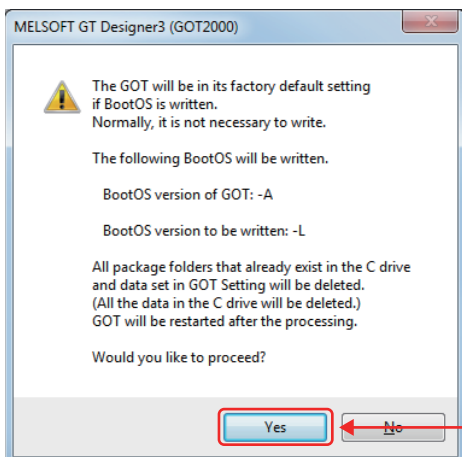 MELSOFT GT Designer3 (GOT2000)
The GOT will be in its factory default setting
if BootOS is written.
Normally, it is not necessary to write.
The following BootOS will be written.
BootOS version of GOT: -A
BootOS version to be written: -L
All package folders that already exist in the C drive
and data set in GOT Setting will be deleted.
(All the data in the C drive will be deleted.)
GOT will be restarted after the processing.
Would you like to proceed?
Yes
No